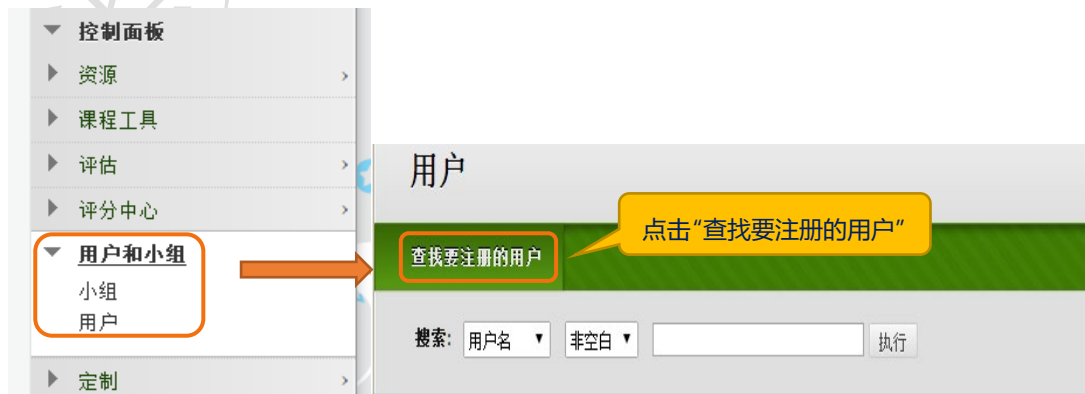 控制面板
资源
课程工具
评估
评分中心
用户和小组
小组
用户
定制
用户
点击“查找要注册的用户”
查找要注册的用户
搜索: 用户名 非空白 执行